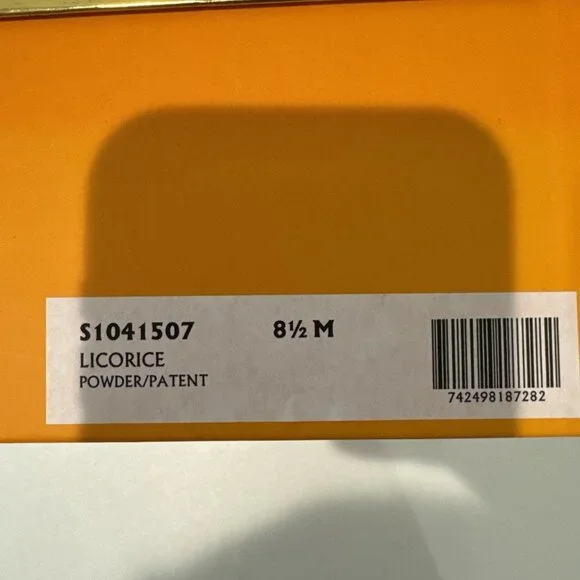 S1041507 8½ M
LICORICE
POWDER/PATENT
742498187282